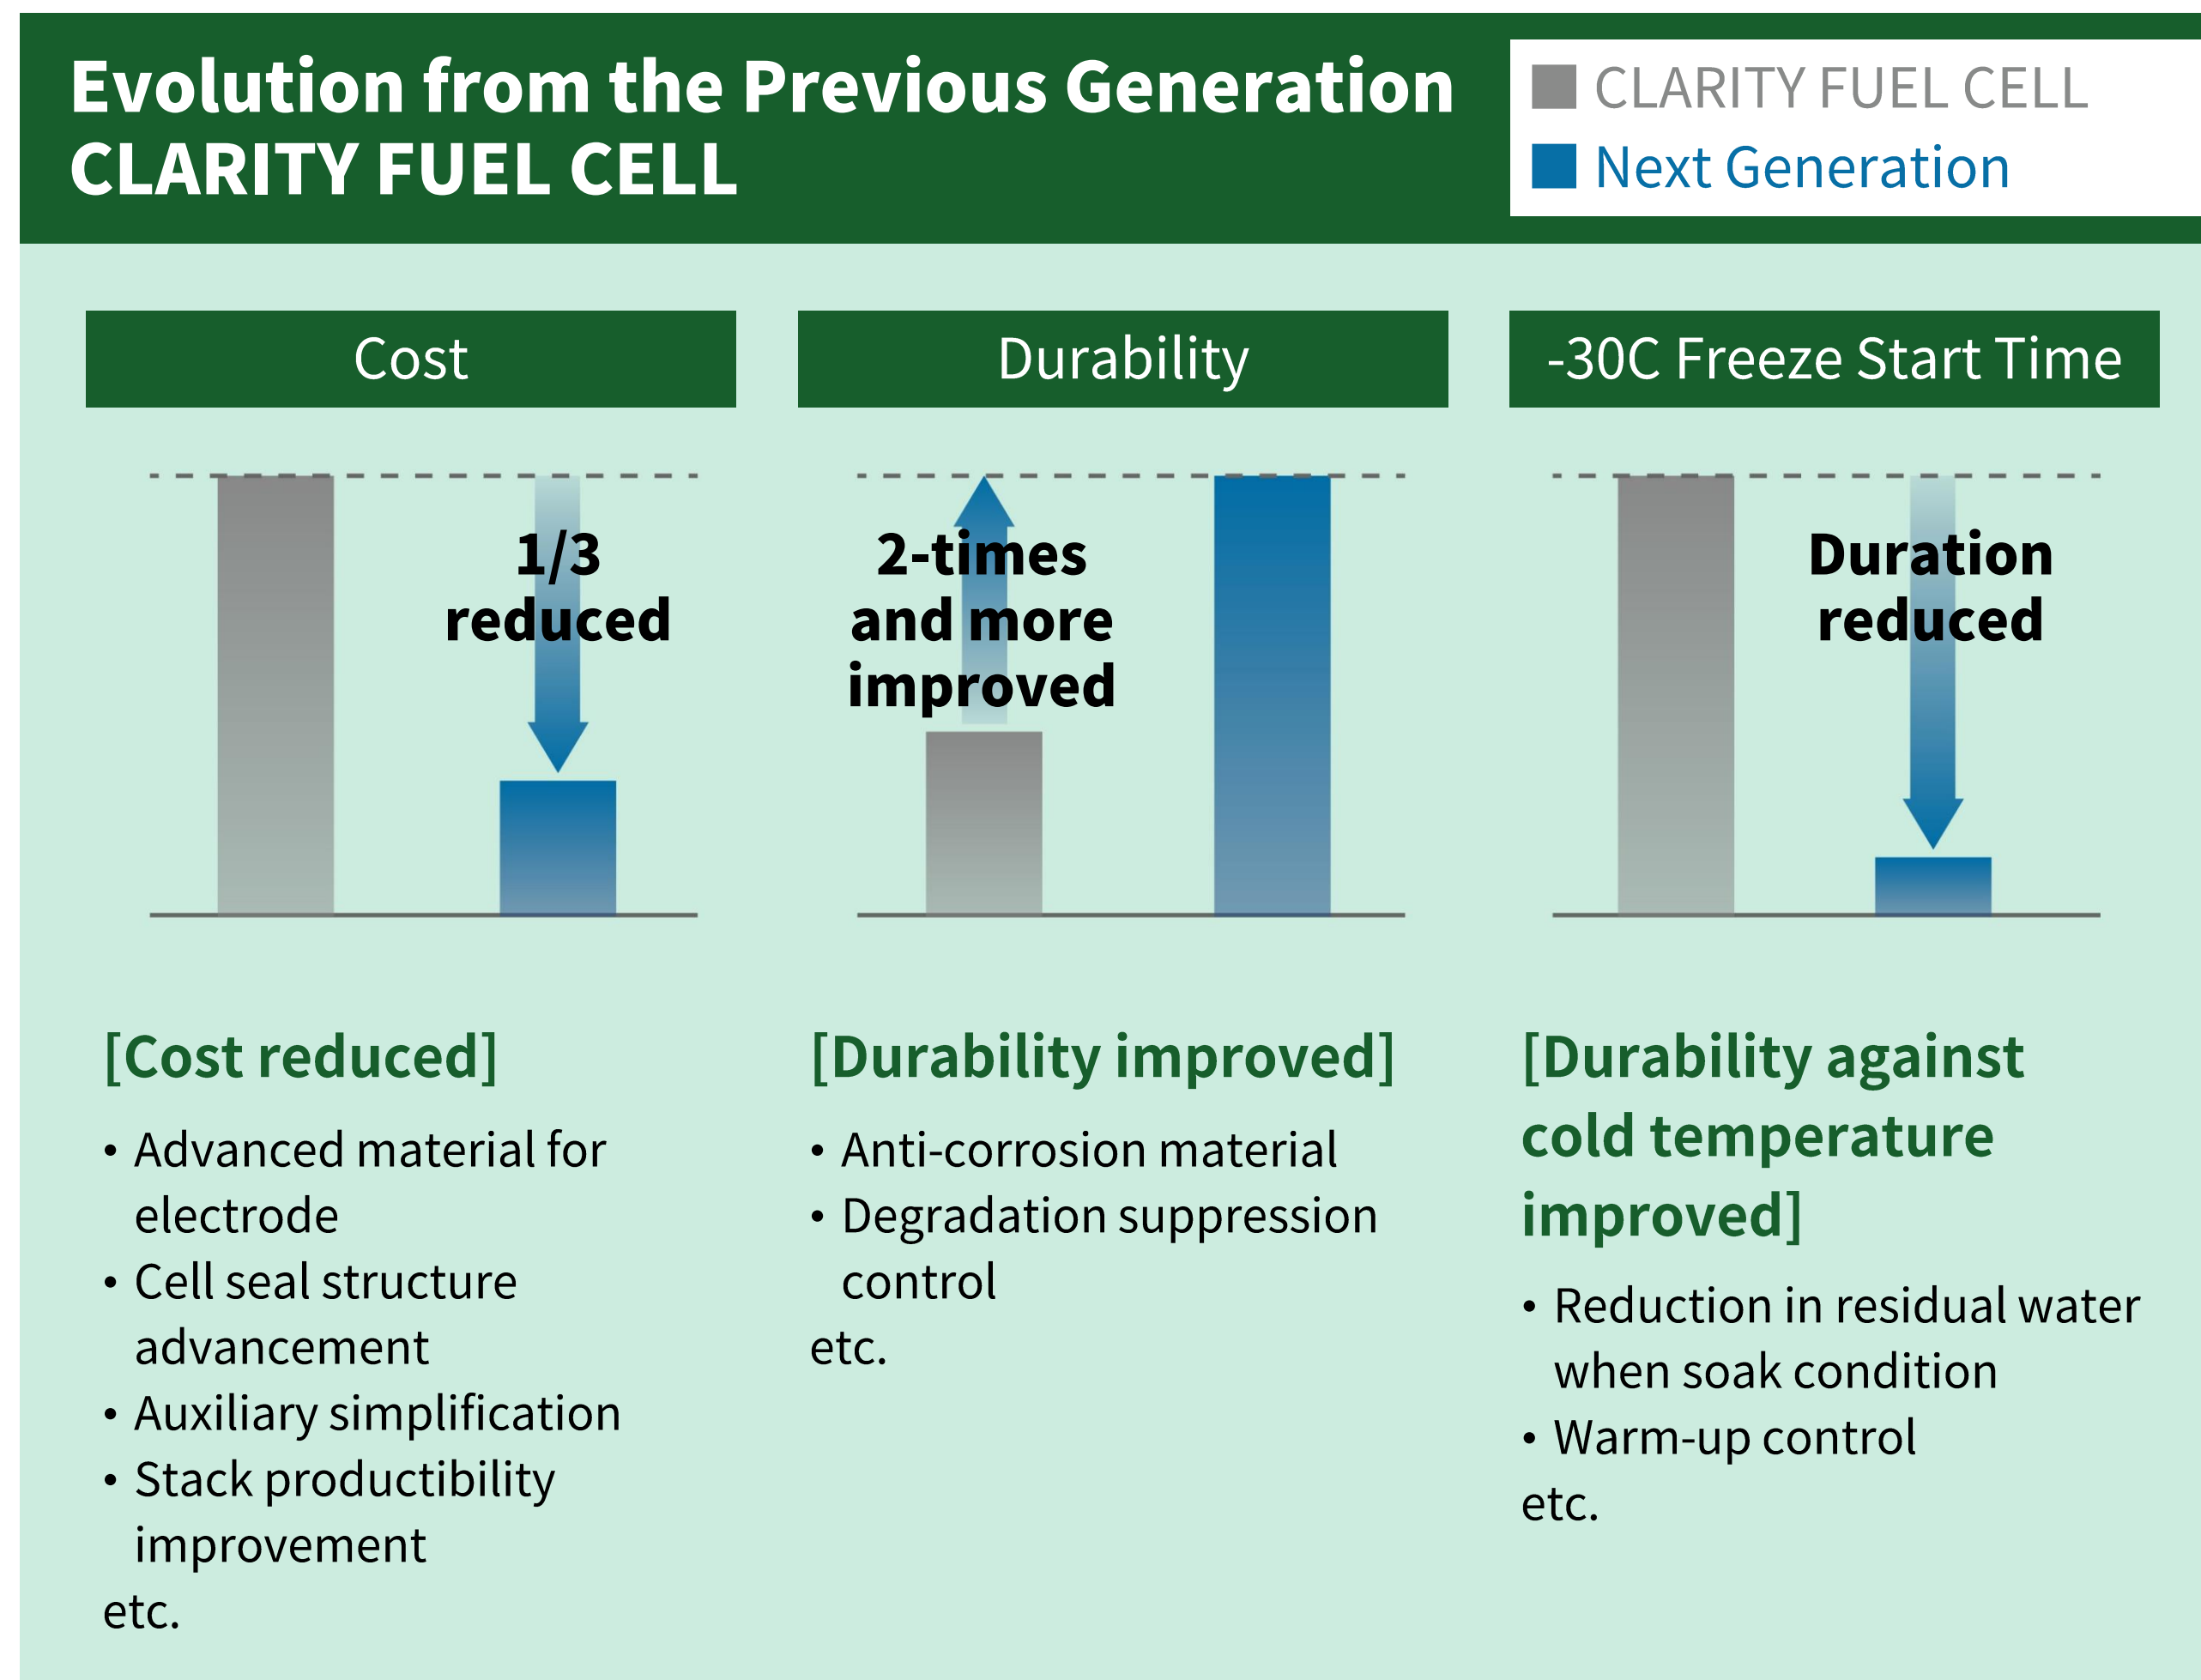 Evolution from the Previous Generation
CLARITY FUEL CELL
CLARITY FUEL CELL
Next Generation
Cost
1/3
reduced
[Cost reduced]
• Advanced material for
electrode
• Cell seal structure
advancement
• Auxiliary simplification
• Stack productibility
improvement
etc.
Durability
2-times
and more
improved
[Durability improved]
• Anti-corrosion material
• Degradation suppression
control
etc.
-30C Freeze Start Time
Duration
reduced
[Durability against
cold temperature
improved]
• Reduction in residual water
when soak condition
• Warm-up control
etc.